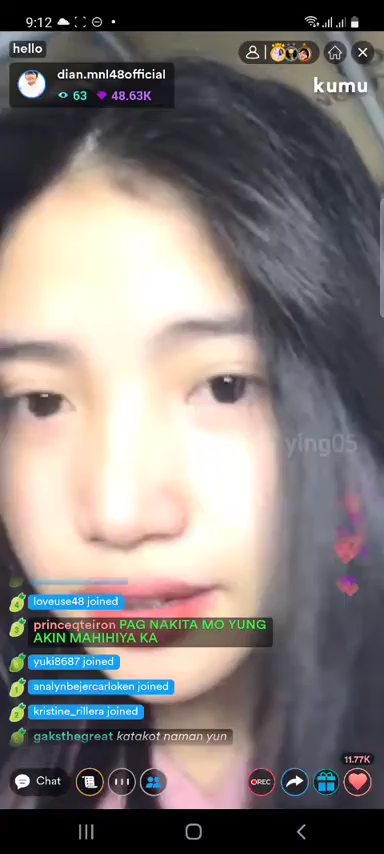 9:12
hello
dian.mnl48official
63 48.63K
kumu
ying05
loveuse48 joined
princeqteiron PAG NAKITA MO YUNG
AKIN MAHIHIYA KA
yuki8687 joined
analynbejercarloken joined
kristine_rillera joined
gaksthegreat katakot naman yun
11.77K
Chat
REC